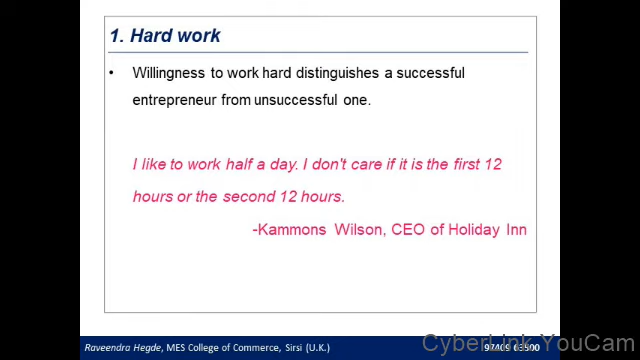 1. Hard work
• Willingness to work hard distinguishes a successful
entrepreneur from unsuccessful one.
I like to work half a day. I don't care if it is the first 12
hours or the second 12 hours.
-Kammons Wilson, CEO of Holiday Inn
Raveendra Hegde, MES College of Commerce, Sirsi (U.K.)
CyberLink YouCam